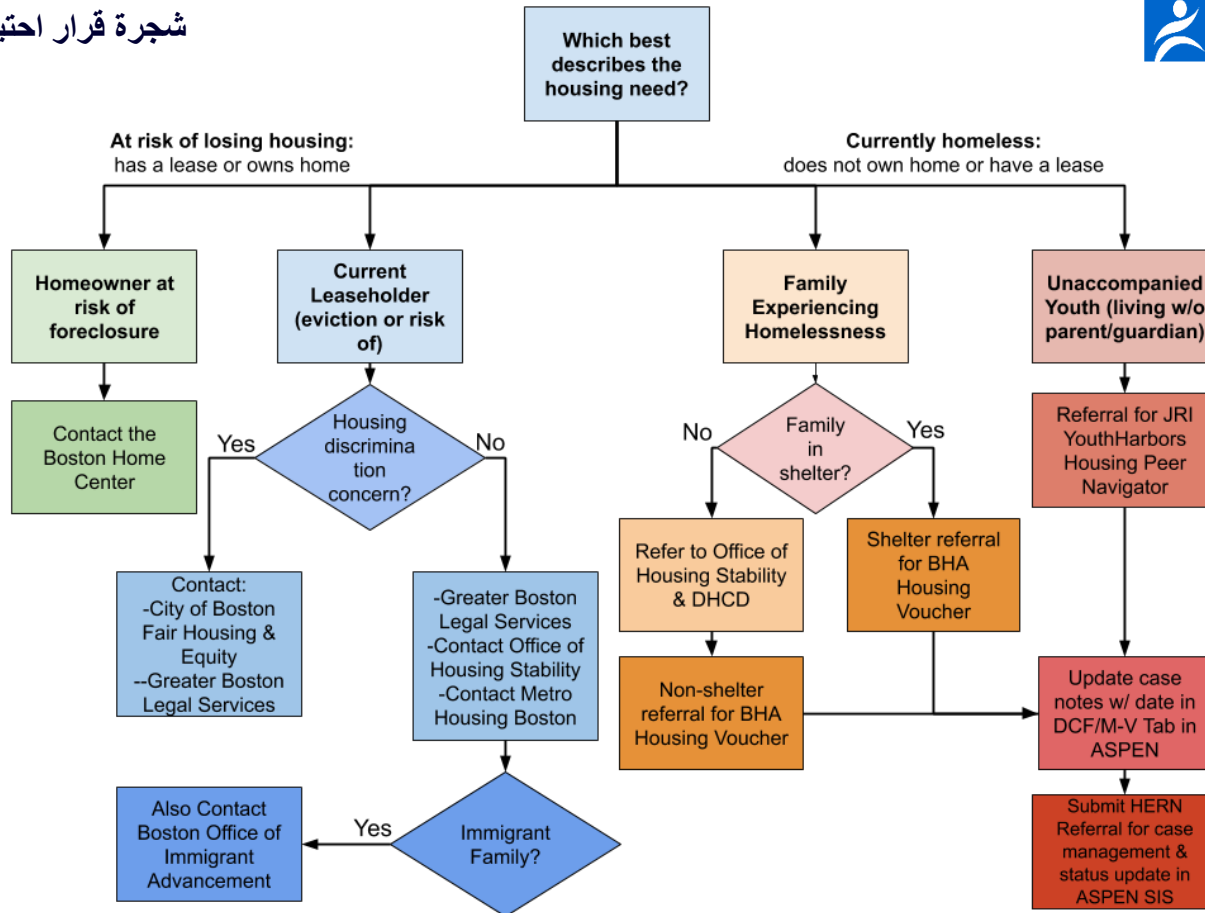 شجرة قرار
Which best
describes the
housing need?
At risk of losing housing:
has a lease or owns home
Currently homeless:
does not own home or have a lease
Homeowner at
risk of
foreclosure
Current
Leaseholder
(eviction or risk
of)
Family
Experiencing
Homelessness
Unaccompanied
Youth (living w/o
parent/guardian)
Contact the
Boston Home
Center
Yes
Housing
discrimina
tion
concern?
No
No
Family
in
shelter?
Yes
Referral for JRI
YouthHarbors
Housing Peer
Navigator
Contact:
-City of Boston
Fair Housing &
Equity
--Greater Boston
Legal Services
-Greater Boston
Legal Services
-Contact Office of
Housing Stability
-Contact Metro
Housing Boston
Refer to Office of
Housing Stability
& DHCD
Shelter referral
for BHA
Housing
Voucher
Non-shelter
referral for BHA
Housing Voucher
Update case
notes w/ date in
DCF/M-V Tab in
ASPEN
Also Contact
Boston Office of
Immigrant
Advancement
Yes
Immigrant
Family?
Submit HERN
Referral for case
management &
status update in
ASPEN SIS